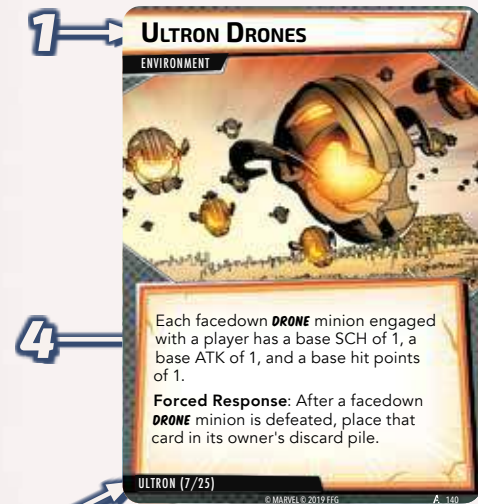 1
ULTRON DRONES
ENVIRONMENT
4
Each facedown DRONE minion engaged
with a player has a base SCH of 1, a
base ATK of 1, and a base hit points
of 1.
Forced Response: After a facedown
DRONE minion is defeated, place that
card in its owner's discard pile.
ULTRON (7/25)
© MARVEL © 2019 FFG
140